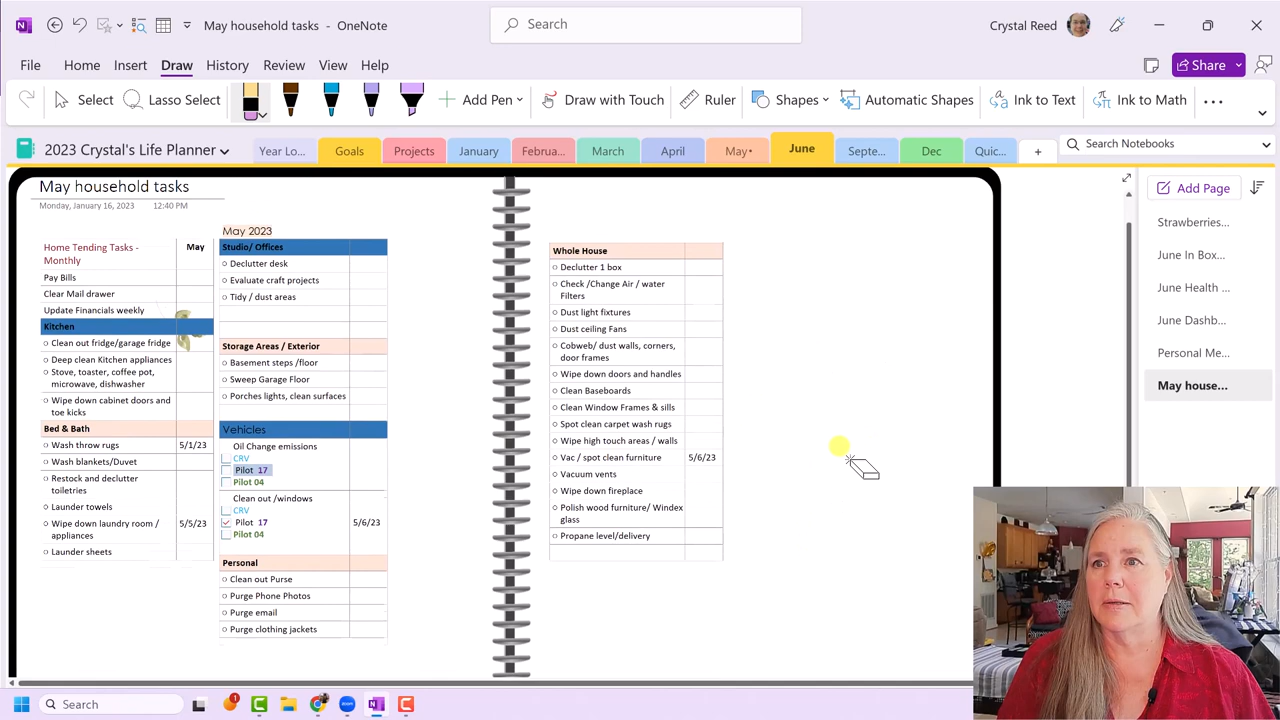 May household tasks - OneNote
Search
Crystal Reed
File
Home
Insert
Draw
History
Review
View
Help
Share
Select
Lasso Select
Add Pen
Draw with Touch
Ruler
Shapes
Automatic Shapes
Ink to Text
Ink to Math
2023 Crystal's Life Planner
Year Lo...
Goals
Projects
January
Februa...
March
April
May
June
Septe...
Dec
Quic...
+
Search Notebooks
Add Page
Strawberries...
June In Box...
June Health ...
June Dashb...
Personal Me...
May house...
May household tasks
Monday, January 16, 2023 12:40 PM
Home Tending Tasks -
Monthly
May
Pay Bills
Clear Mail drawer
Update Financials weekly
Kitchen
Clean out fridge/garage fridge
Deep clean Kitchen appliances
Stove, toaster, coffee pot,
microwave, dishwasher
Wipe down cabinet doors and
toe kicks
Bed & Bath
Wash throw rugs 5/1/23
Wash blankets/Duvet
Restock and declutter
toiletries
Launder towels
Wipe down laundry room / 5/5/23
appliances
Launder sheets
May 2023
Studio/ Offices
Declutter desk
Evaluate craft projects
Tidy / dust areas
Storage Areas / Exterior
Basement steps /floor
Sweep Garage Floor
Porches lights, clean surfaces
Vehicles
Oil Change emissions
CRV
Pilot 17
Pilot 04
Clean out /windows
CRV
Pilot 17 5/6/23
Pilot 04
Personal
Clean out Purse
Purge Phone Photos
Purge email
Purge clothing jackets
Whole House
Declutter 1 box
Check /Change Air / water
Filters
Dust light fixtures
Dust ceiling Fans
Cobweb/ dust walls, corners,
door frames
Wipe down doors and handles
Clean Baseboards
Clean Window Frames & sills
Spot clean carpet wash rugs
Wipe high touch areas / walls
Vac / spot clean furniture 5/6/23
Vacuum vents
Wipe down fireplace
Polish wood furniture/ Windex
glass
Propane level/delivery
Search